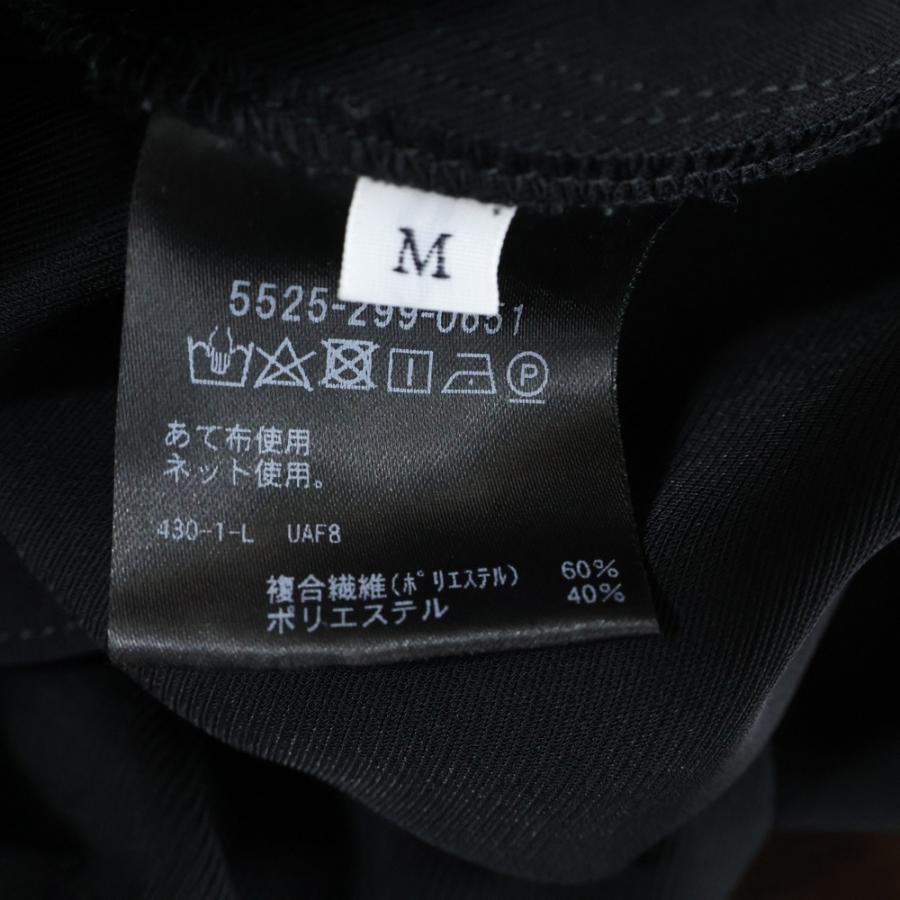 M
5525-299-0651
P
あて布使用
ネット使用。
430-1-L UAF8
複合繊維(ポリエステル) 60%
ポリエステル 40%